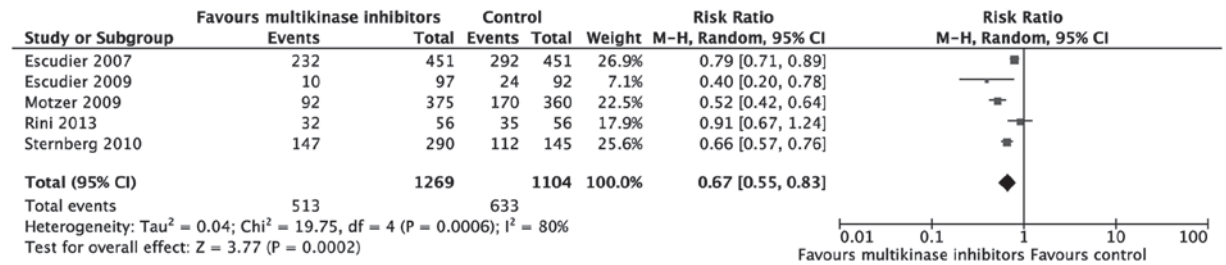 Favours multikinase inhibitors Control Risk Ratio Risk Ratio
Study or Subgroup Events Total Events Total Weight M-H, Random, 95% CI M-H, Random, 95% CI
Escudier 2007 232 451 292 451 26.9% 0.79 [0.71, 0.89]
Escudier 2009 10 97 24 92 7.1% 0.40 [0.20, 0.78]
Motzer 2009 92 375 170 360 22.5% 0.52 [0.42, 0.64]
Rini 2013 32 56 35 56 17.9% 0.91 [0.67, 1.24]
Sternberg 2010 147 290 112 145 25.6% 0.66 [0.57, 0.76]
Total (95% CI) 1269 1104 100.0% 0.67 [0.55, 0.83]
Total events 513 633
Heterogeneity: Tau² = 0.04; Chi² = 19.75, df = 4 (P = 0.0006); I² = 80%
Test for overall effect: Z = 3.77 (P = 0.0002)
0.01 0.1 1 10 100
Favours multikinase inhibitors Favours control